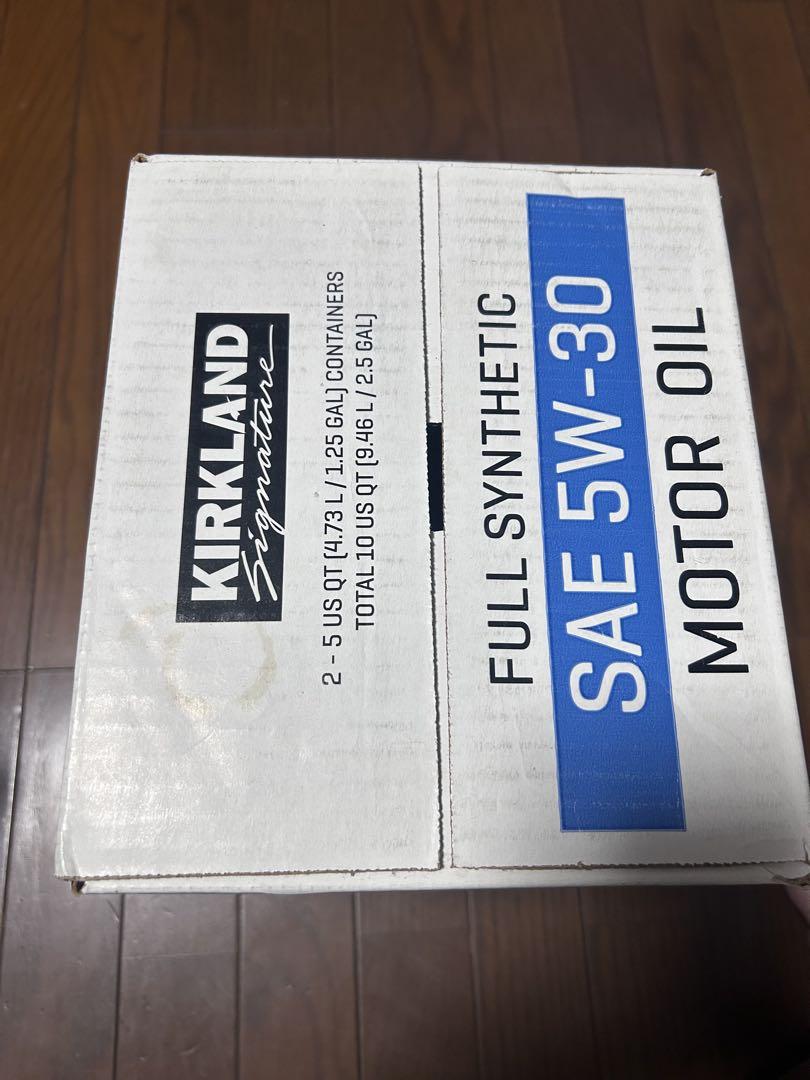 KIRKLAND
Signature
2 - 5 US QT (4.73 L / 1.25 GAL) CONTAINERS
TOTAL 10 US QT (9.46 L / 2.5 GAL)
FULL SYNTHETIC
SAE 5W-30
MOTOR OIL